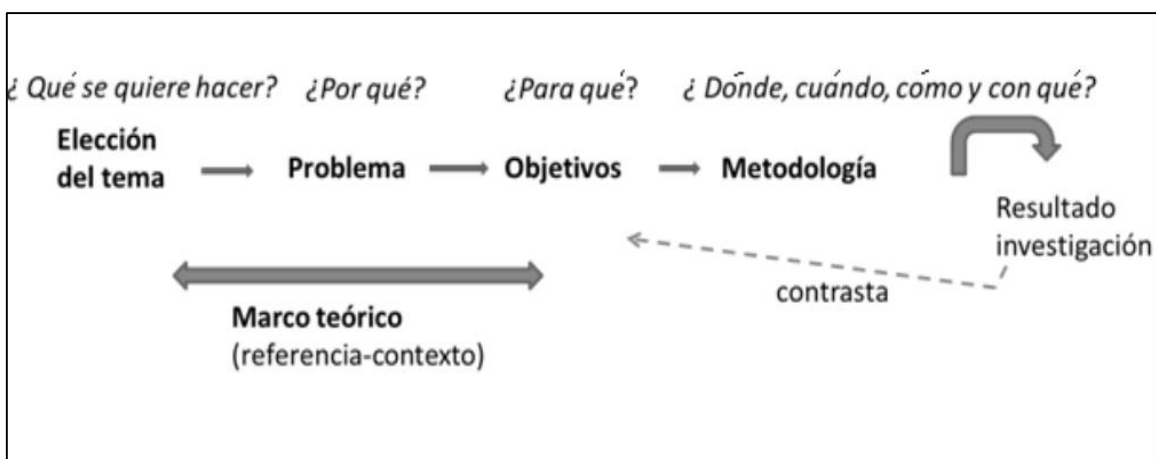 ¿ Qué se quiere hacer? ¿Por qué? ¿Para qué? ¿ Dónde, cuándo, cómo y con qué?
Elección
del tema
Problema
Objetivos
Metodología
Resultado
investigación
contrasta
Marco teórico
(referencia-contexto)